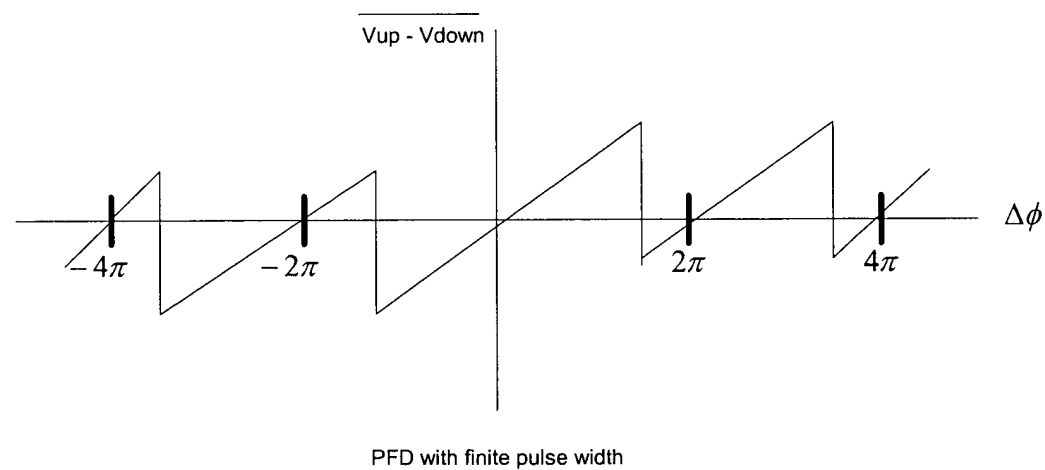 Vup - Vdown
Δϕ
-4π
-2π
2π
4π
PFD with finite pulse width